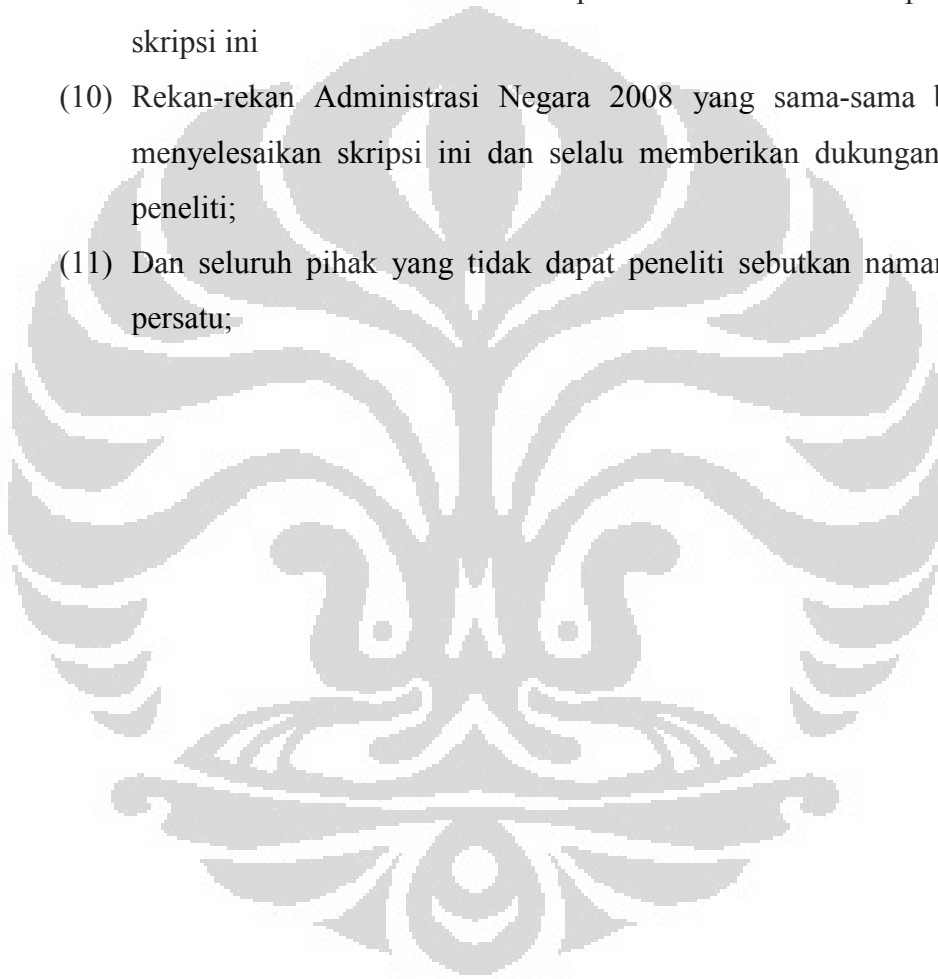 skripsi ini
(10) Rekan-rekan Administrasi Negara 2008 yang sama-sama
menyelesaikan skripsi ini dan selalu memberikan dukungan
peneliti;
(11) Dan seluruh pihak yang tidak dapat peneliti sebutkan
persatu;